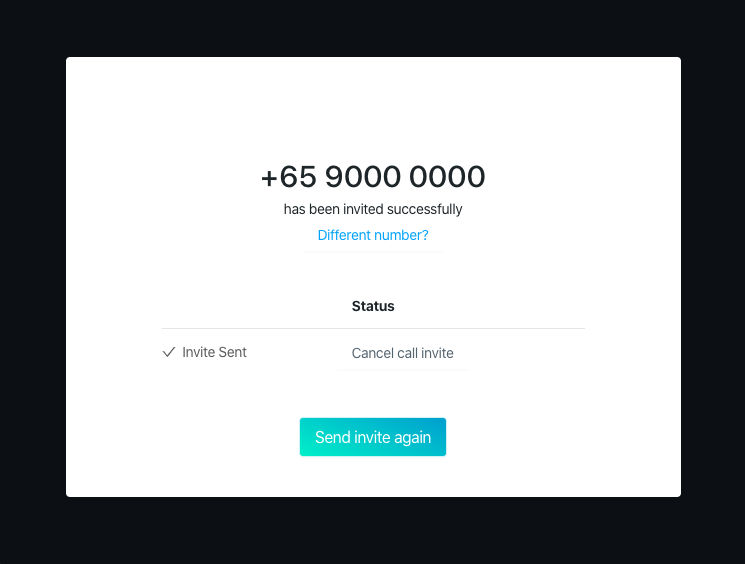 +65 9000 0000
has been invited successfully
Different number?
Status
Invite Sent
Cancel call invite
Send invite again